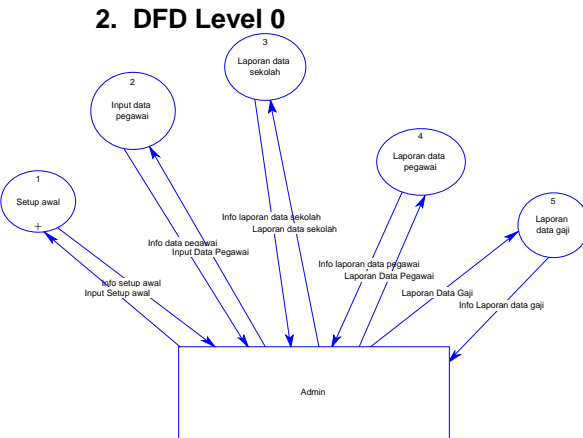 2. DFD Level 0
3
Laporan data
sekolah
2
Input data
pegawai
4
Laporan data
pegawai
1
Setup awal
+
5
Laporan
data gaji
Info laporan data sekolah
Laporan data sekolah
Info data pegawai
Input Data Pegawai
Info laporan data pegawai
Laporan Data Pegawai
Info setup awal
Input Setup awal
Laporan Data Gaji
Info Laporan data gaji
Admin